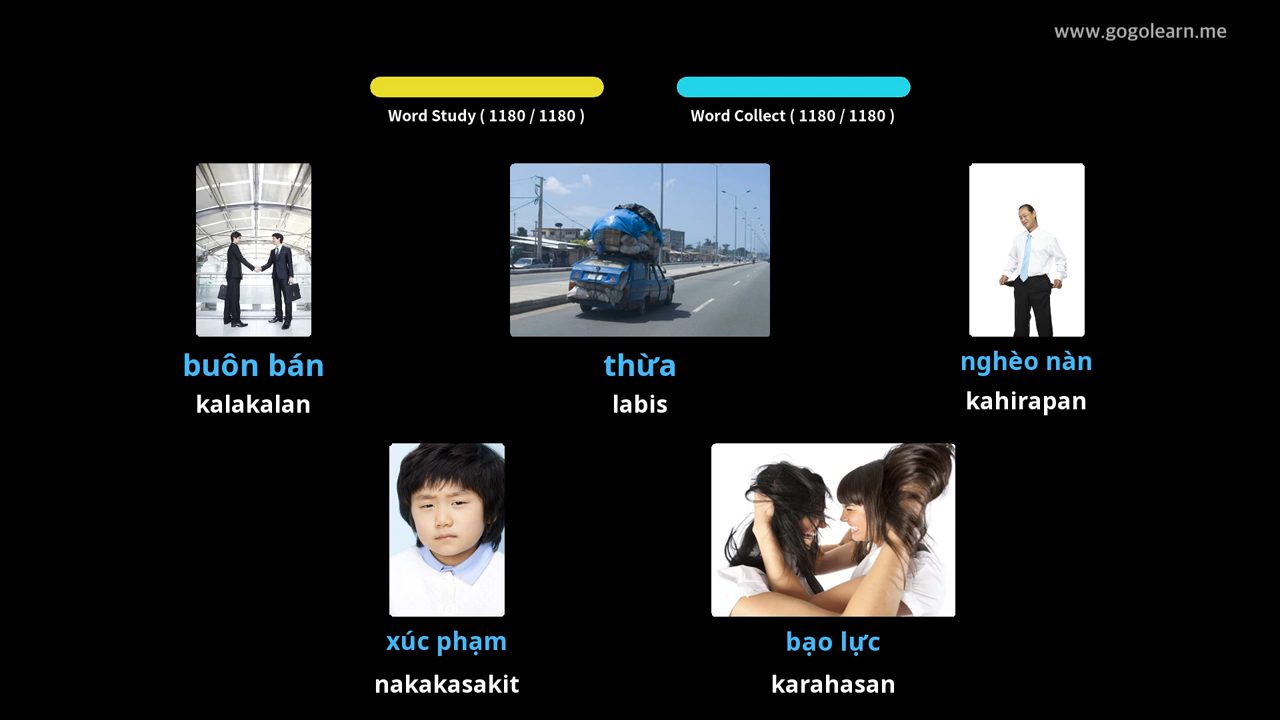 www.gogolearn.me
Word Study ( 1180 / 1180 )
Word Collect ( 1180 / 1180 )
buôn bán
kalakalan
thừa
labis
nghèo nàn
kahirapan
xúc phạm
nakakasakit
bạo lực
karahasan